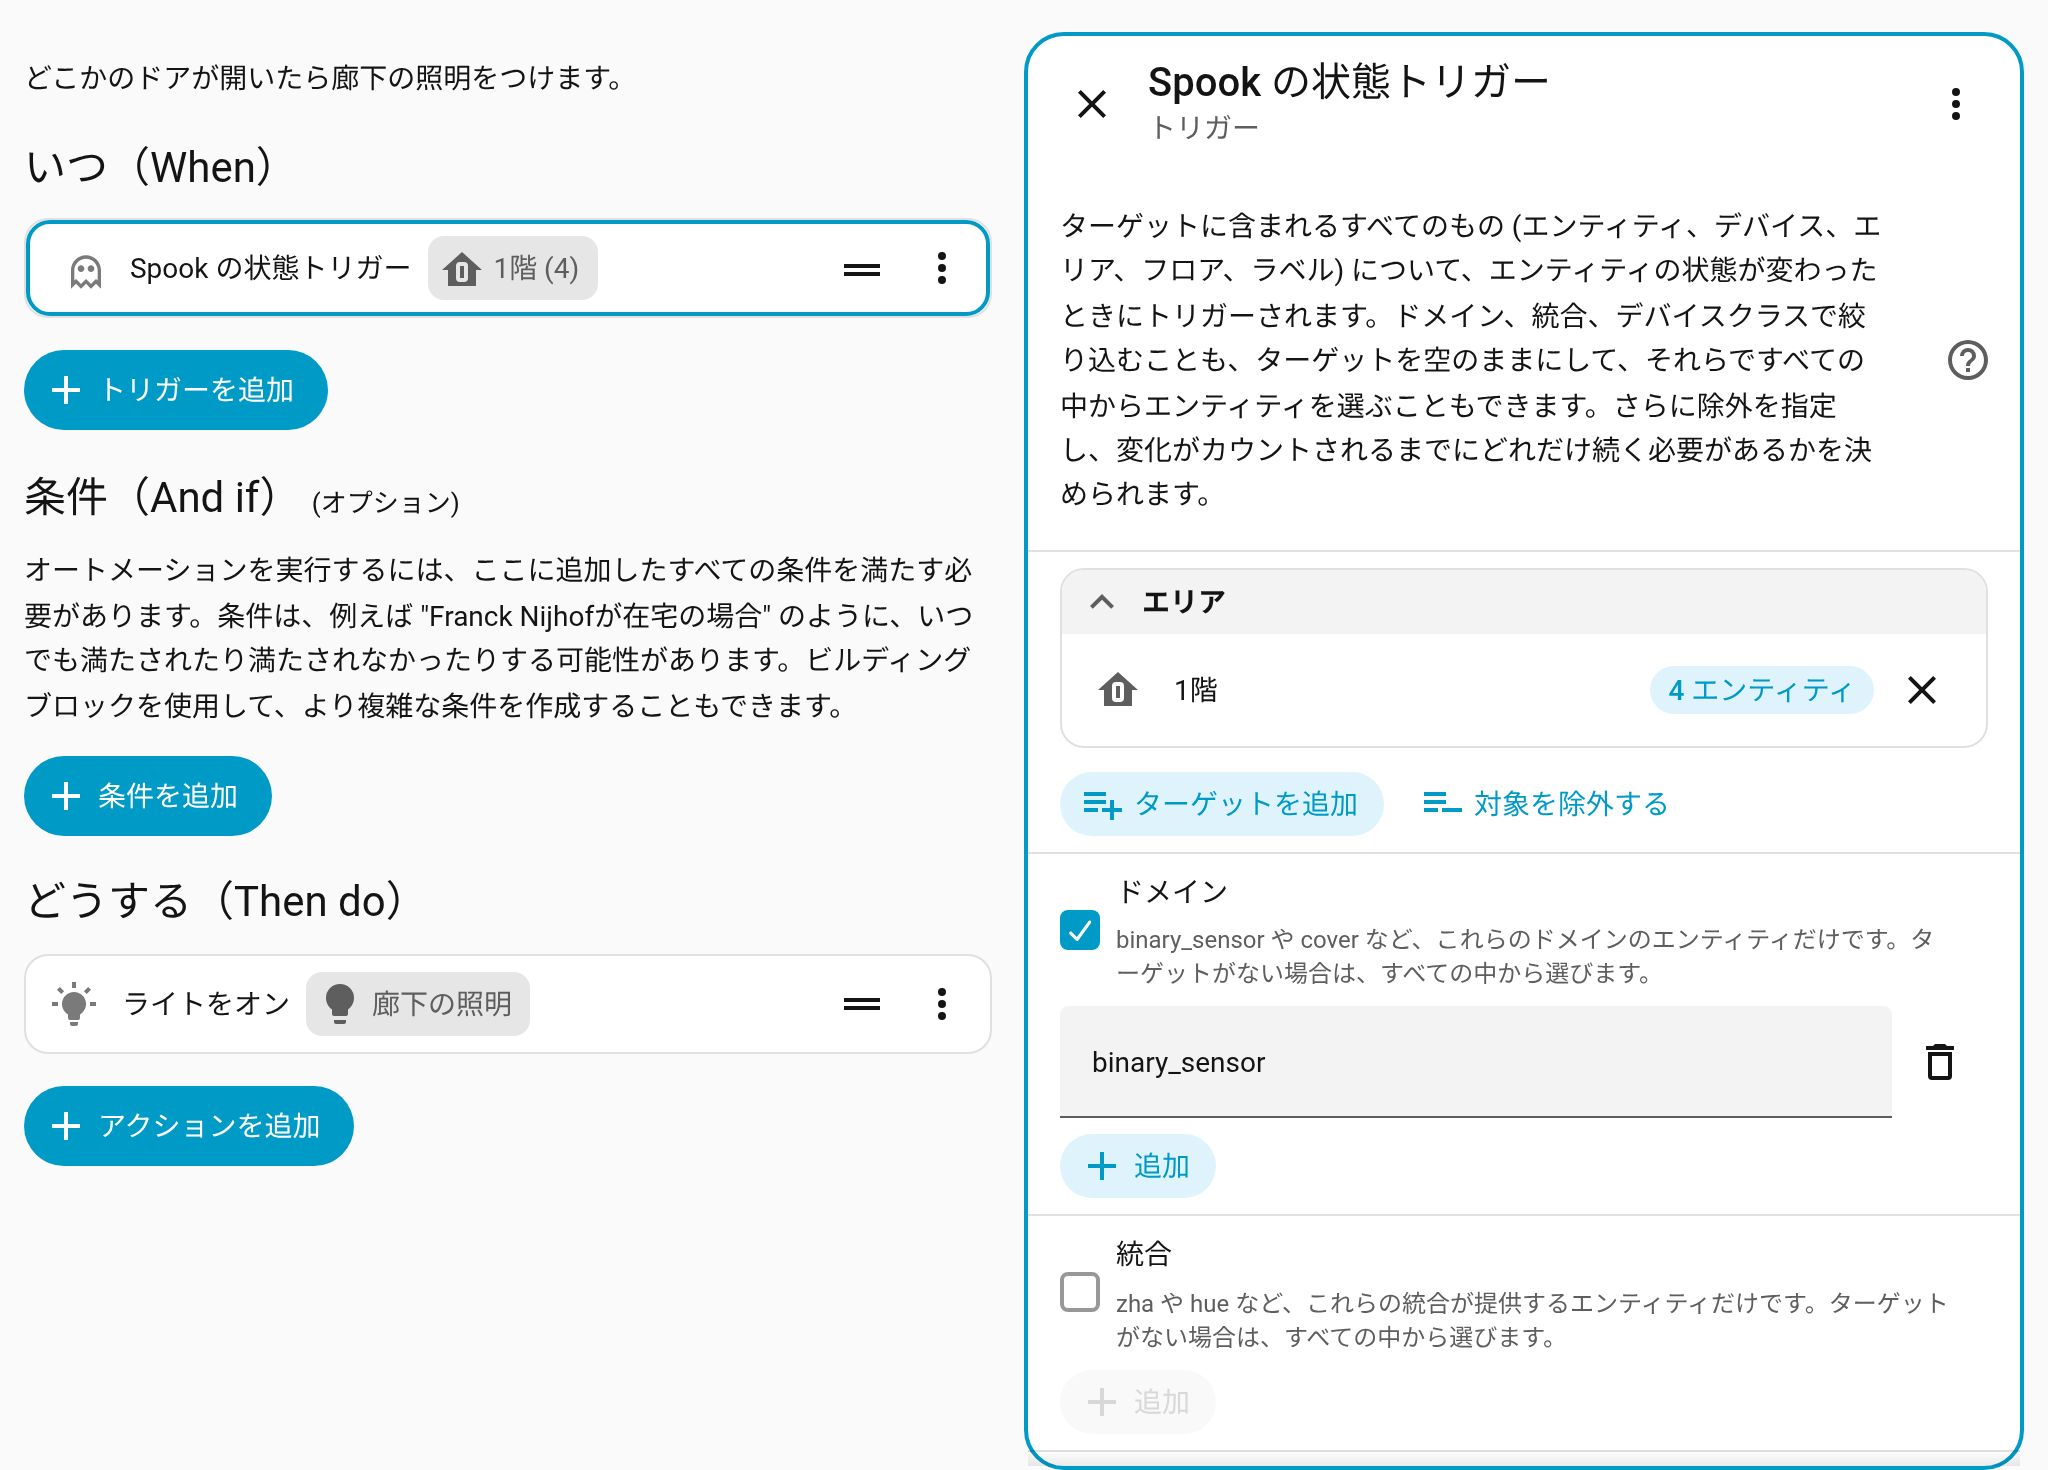 どこかのドアが開いたら廊下の照明をつけます。
いつ（When）
Spook の状態トリガー 1階 (4)
トリガーを追加
条件（And if） (オプション)
オートメーションを実行するには、ここに追加したすべての条件を満たす必
要があります。条件は、例えば "Franck Nijhofが在宅の場合" のように、いつ
でも満たされたり満たされなかったりする可能性があります。ビルディング
ブロックを使用して、より複雑な条件を作成することもできます。
条件を追加
どうする（Then do）
ライトをオン 廊下の照明
アクションを追加
Spook の状態トリガー
トリガー
ターゲットに含まれるすべてのもの (エンティティ、デバイス、エ
リア、フロア、ラベル) について、エンティティの状態が変わった
ときにトリガーされます。ドメイン、統合、デバイスクラスで絞
り込むことも、ターゲットを空のままにして、それらですべての
中からエンティティを選ぶこともできます。さらに除外を指定
し、変化がカウントされるまでにどれだけ続く必要があるかを決
められます。
エリア
1階 4 エンティティ
ターゲットを追加 対象を除外する
ドメイン
binary_sensor や cover など、これらのドメインのエンティティだけです。タ
ーゲットがない場合は、すべての中から選びます。
binary_sensor
追加
統合
zha や hue など、これらの統合が提供するエンティティだけです。ターゲット
がない場合は、すべての中から選びます。
追加